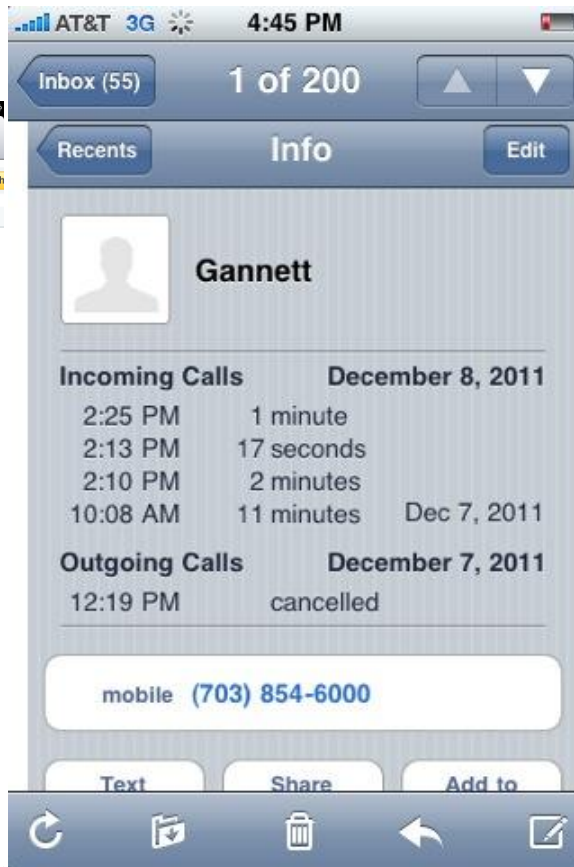 AT&T 3G 4:45 PM
Inbox (55) 1 of 200
Recents Info Edit
Gannett
Incoming Calls December 8, 2011
2:25 PM 1 minute
2:13 PM 17 seconds
2:10 PM 2 minutes
10:08 AM 11 minutes Dec 7, 2011
Outgoing Calls December 7, 2011
12:19 PM cancelled
mobile (703) 854-6000
Text Share Add to